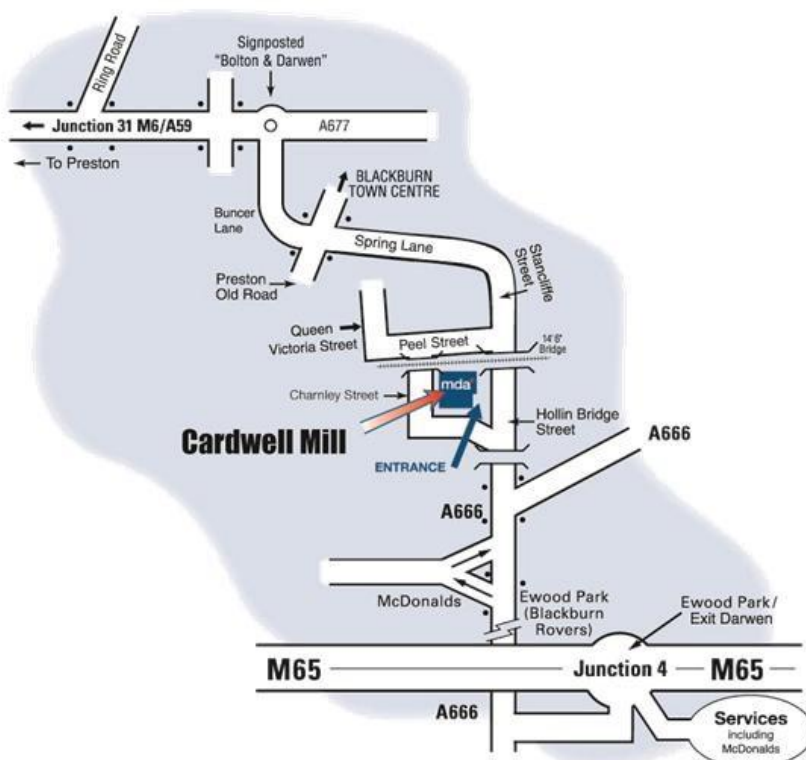 Ring Road
Signposted
"Bolton & Darwen"
Junction 31 M6/A59
A677
To Preston
BLACKBURN
TOWN CENTRE
Buncer
Lane
Spring Lane
Stancliffe
Street
Preston
Old Road
Queen
Victoria Street
Peel Street
14'6"
Bridge
mda
Charnley Street
Hollin Bridge
Street
Cardwell Mill
A666
ENTRANCE
A666
McDonalds
Ewood Park
(Blackburn
Rovers)
Ewood Park/
Exit Darwen
M65
Junction 4
M65
A666
Services
including
McDonalds